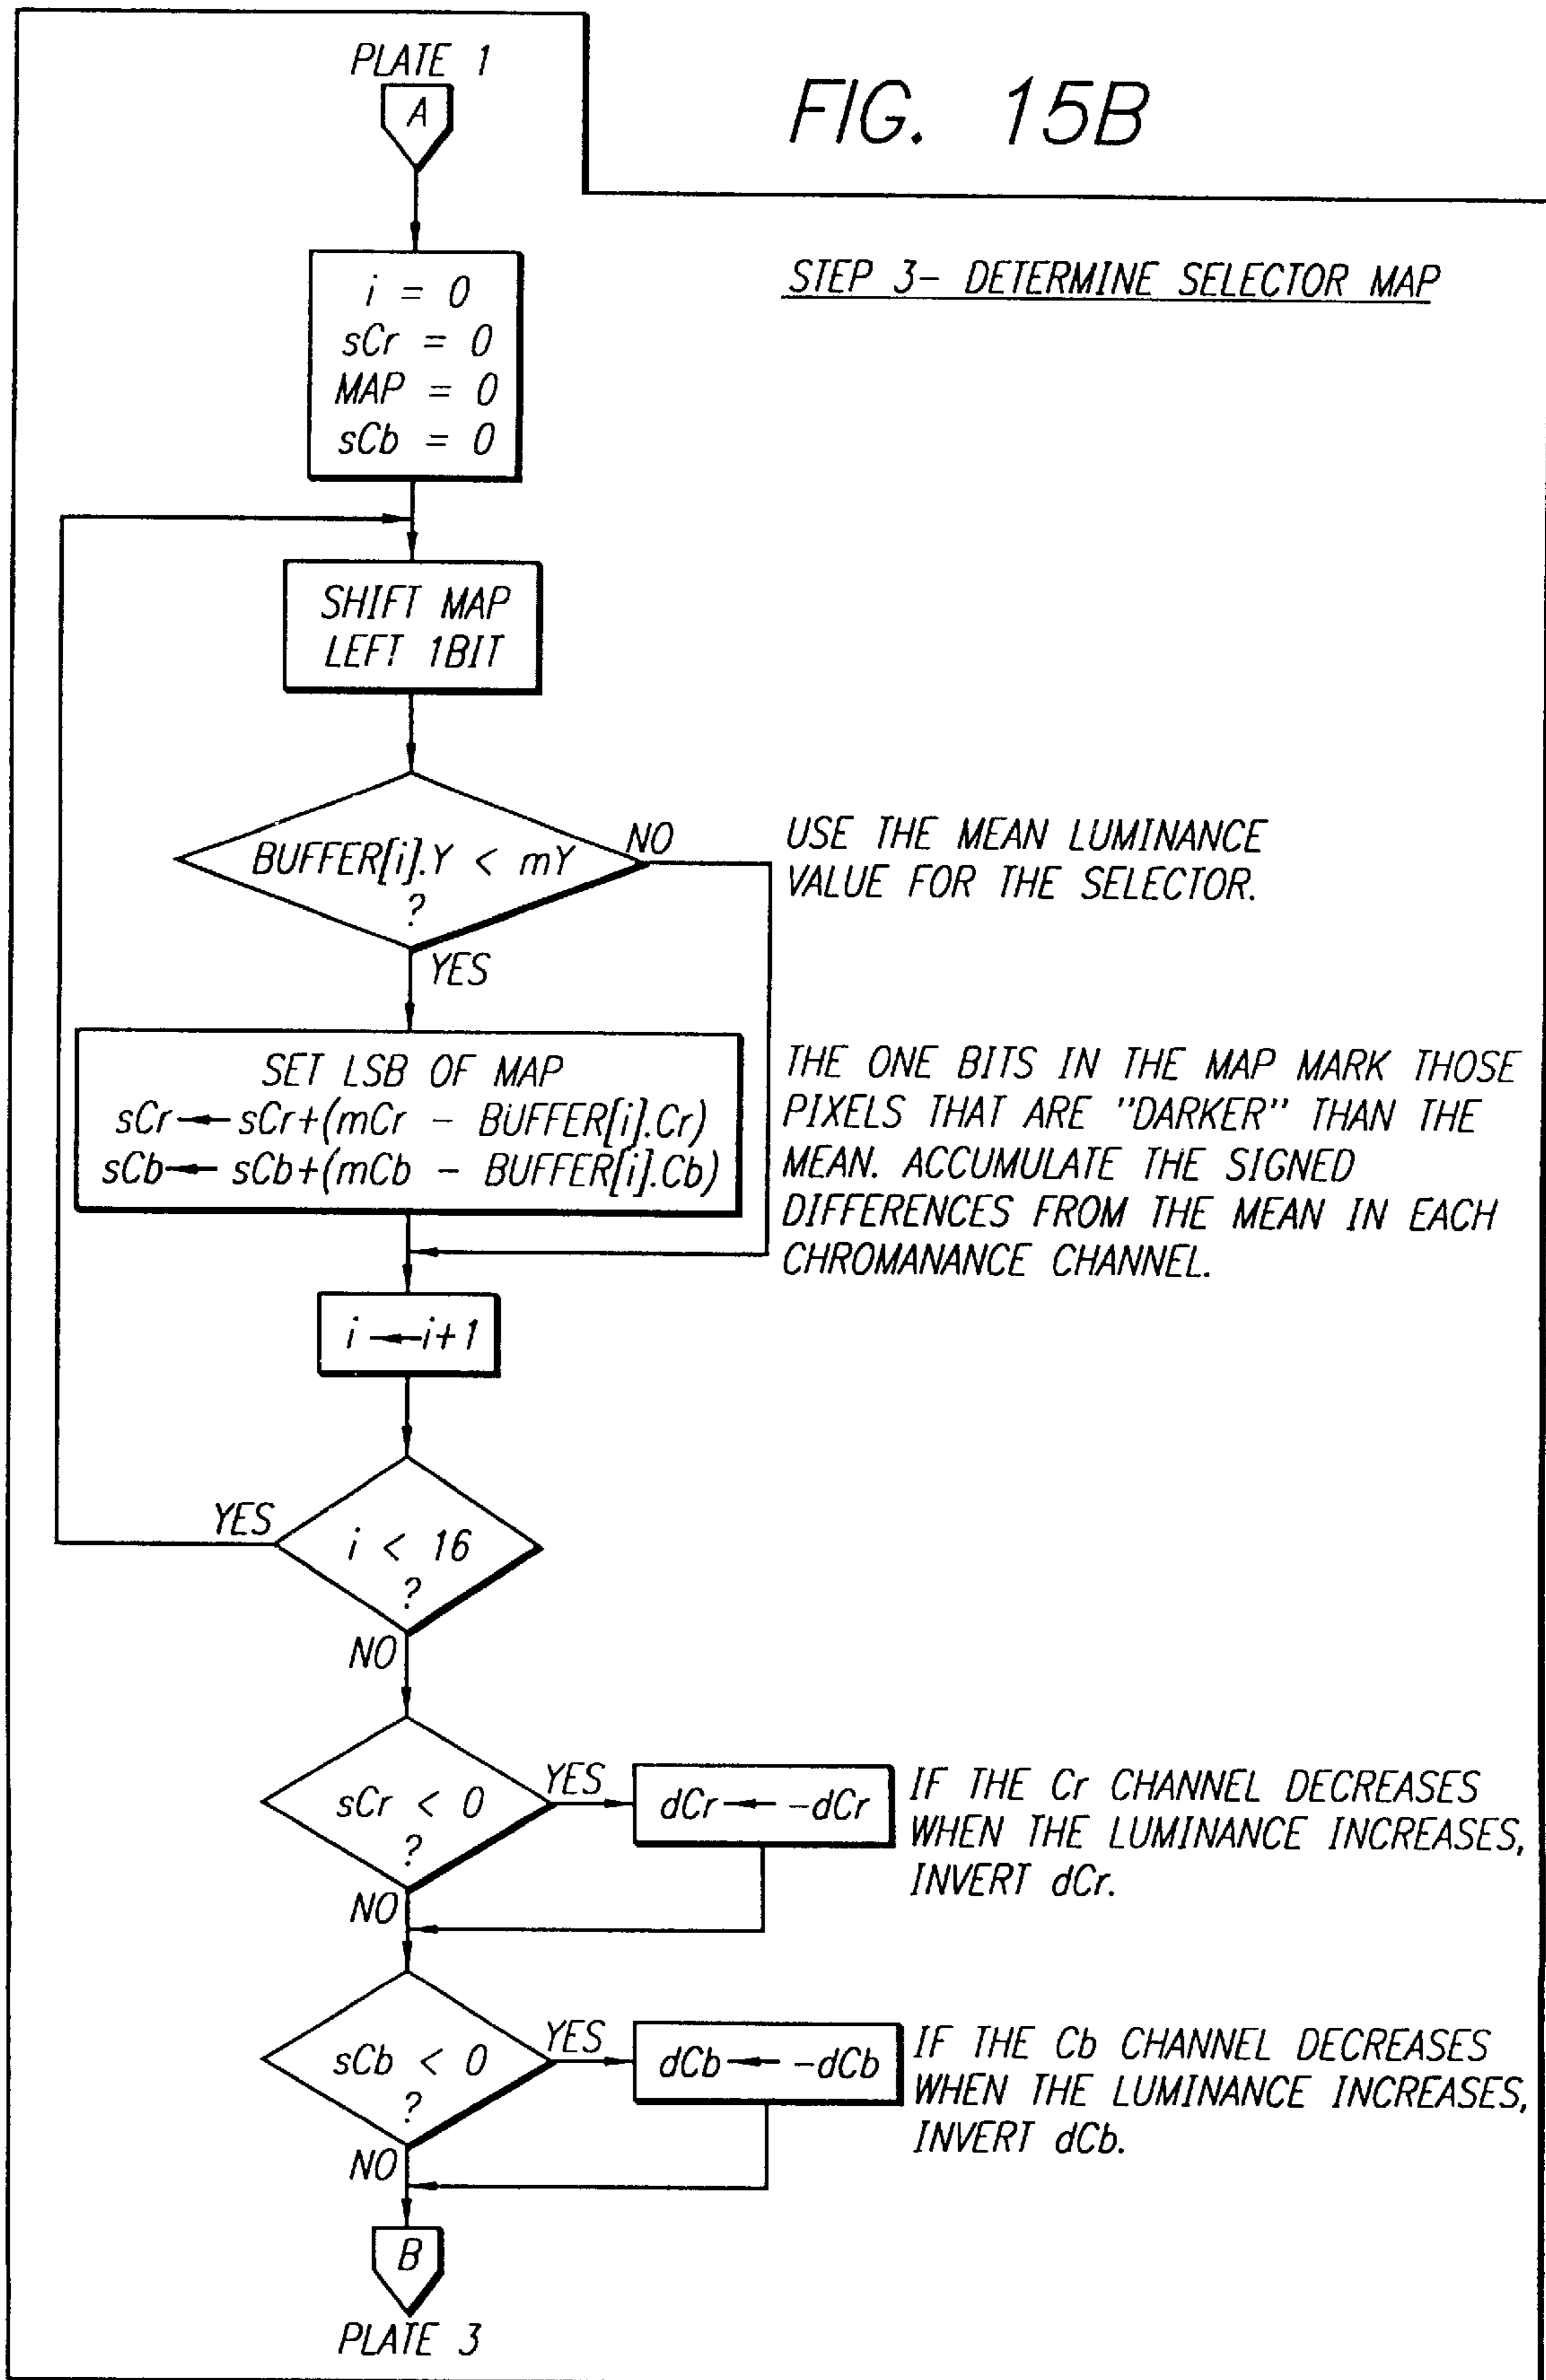 PLATE 1
A
FIG. 15B
STEP 3- DETERMINE SELECTOR MAP
i = 0
sCr = 0
MAP = 0
sCb = 0
SHIFT MAP
LEFT 1BIT
BUFFER[i].Y < mY
?
NO
YES
USE THE MEAN LUMINANCE
VALUE FOR THE SELECTOR.
SET LSB OF MAP
sCr ← sCr+(mCr - BUFFER[i].Cr)
sCb ← sCb+(mCb - BUFFER[i].Cb)
THE ONE BITS IN THE MAP MARK THOSE
PIXELS THAT ARE "DARKER" THAN THE
MEAN. ACCUMULATE THE SIGNED
DIFFERENCES FROM THE MEAN IN EACH
CHROMANANCE CHANNEL.
i ← i+1
YES
i < 16
?
NO
sCr < 0
?
YES
NO
dCr ← -dCr
IF THE Cr CHANNEL DECREASES
WHEN THE LUMINANCE INCREASES,
INVERT dCr.
sCb < 0
?
YES
NO
dCb ← -dCb
IF THE Cb CHANNEL DECREASES
WHEN THE LUMINANCE INCREASES,
INVERT dCb.
B
PLATE 3